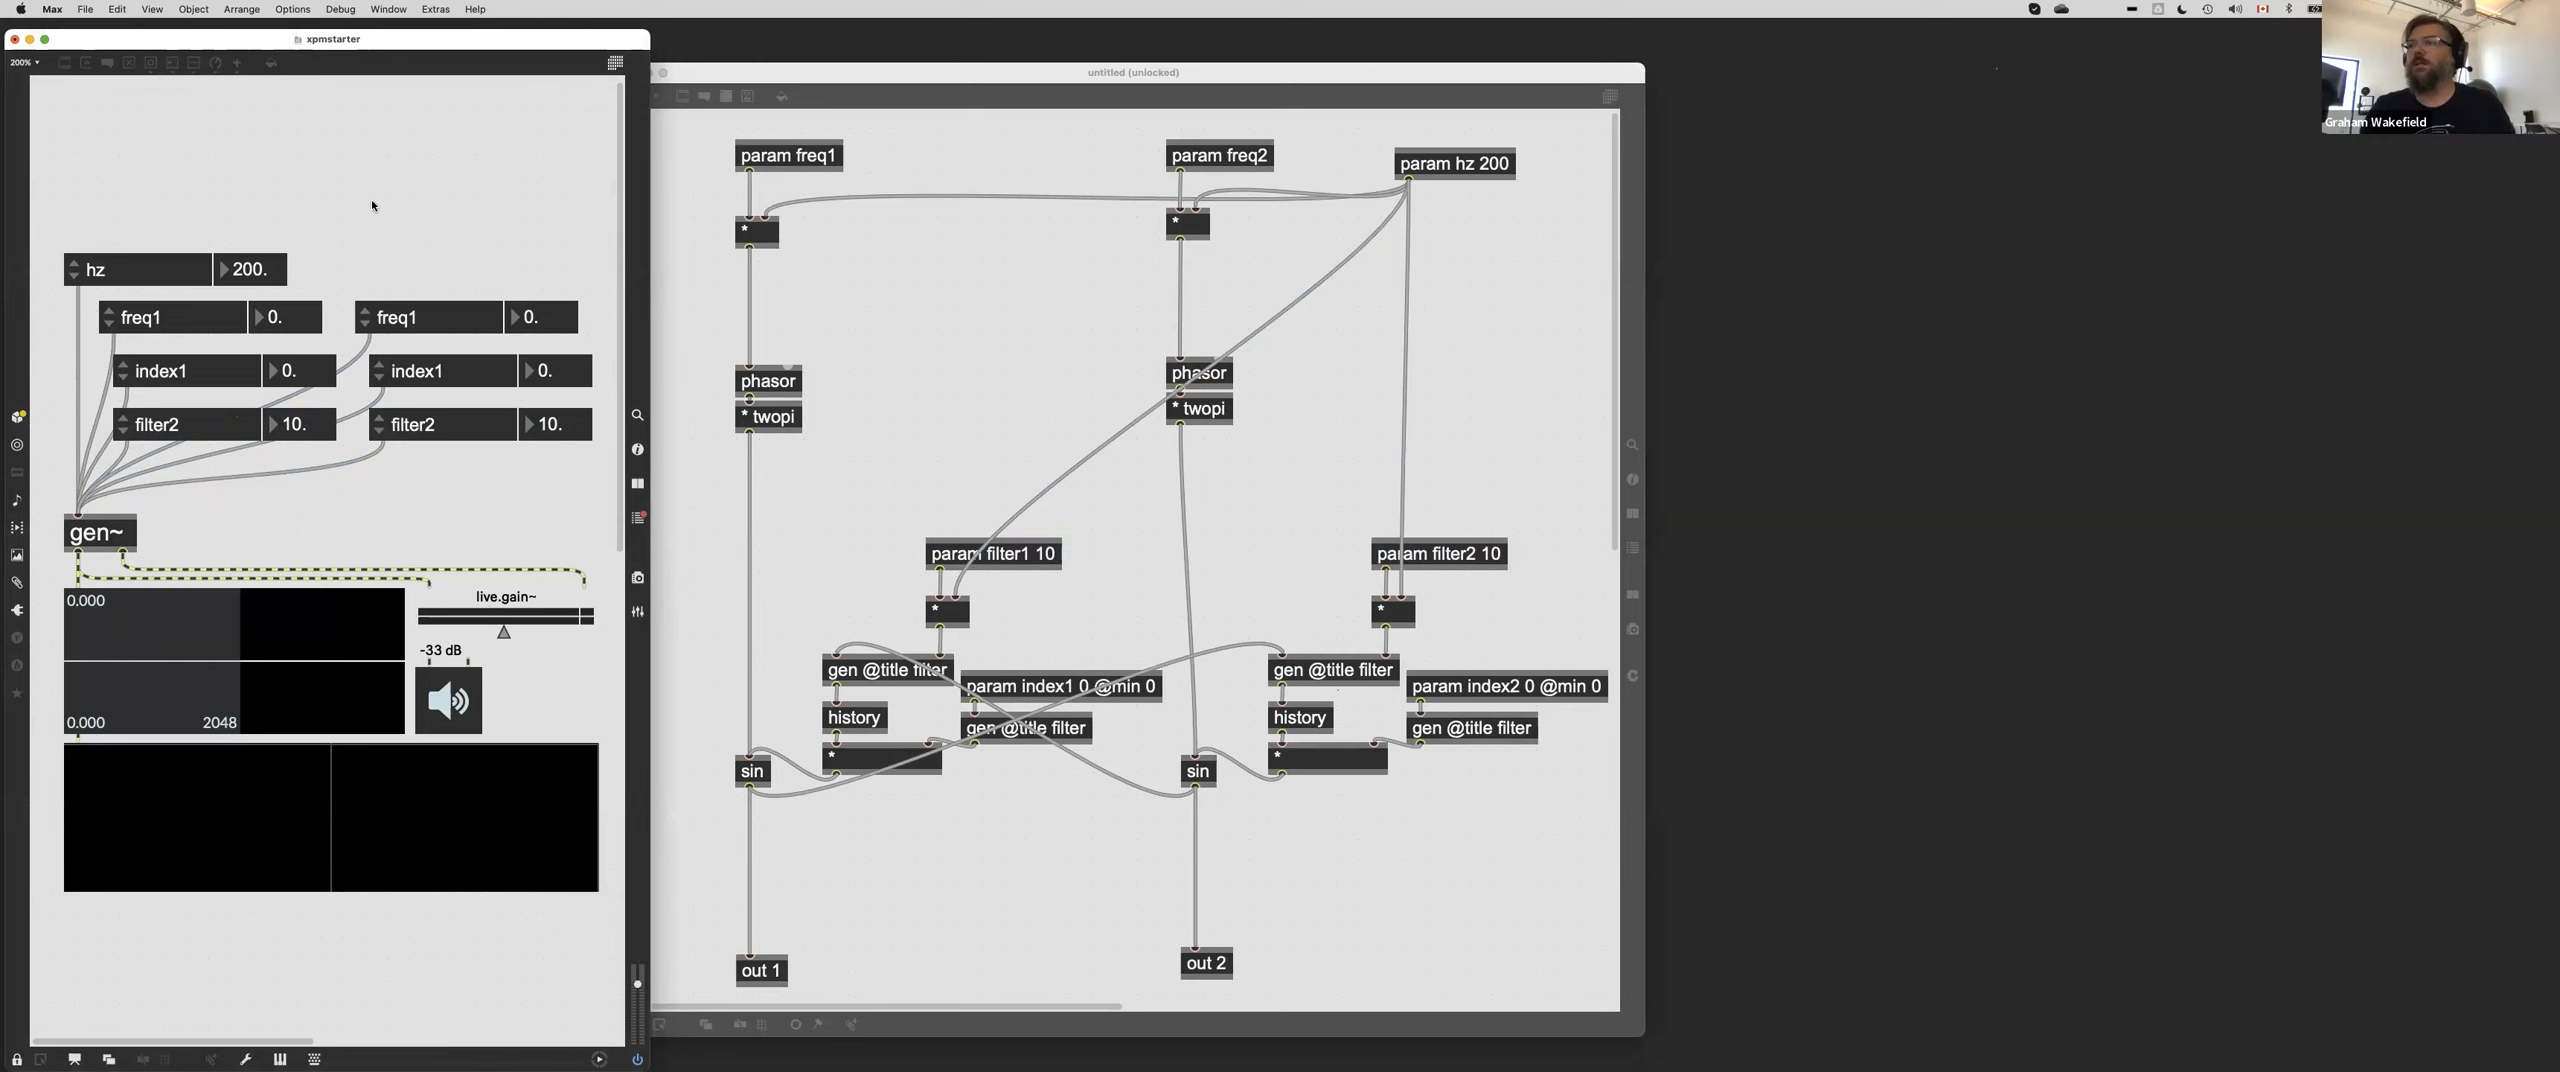 Max File Edit View Object Arrange Options Debug Window Extras Help
xpmstarter
200%
hz 200.
freq1 0. freq1 0.
index1 0. index1 0.
filter2 10. filter2 10.
gen~
0.000
0.000 2048
live.gain~
-33 dB
untitled (unlocked)
param freq1
param freq2
param hz 200
*
*
phasor
* twopi
phasor
* twopi
param filter1 10
param filter2 10
*
*
gen @title filter
param index1 0 @min 0
history
gen @title filter
*
sin
gen @title filter
param index2 0 @min 0
history
gen @title filter
*
sin
out 1
out 2
Graham Wakefield